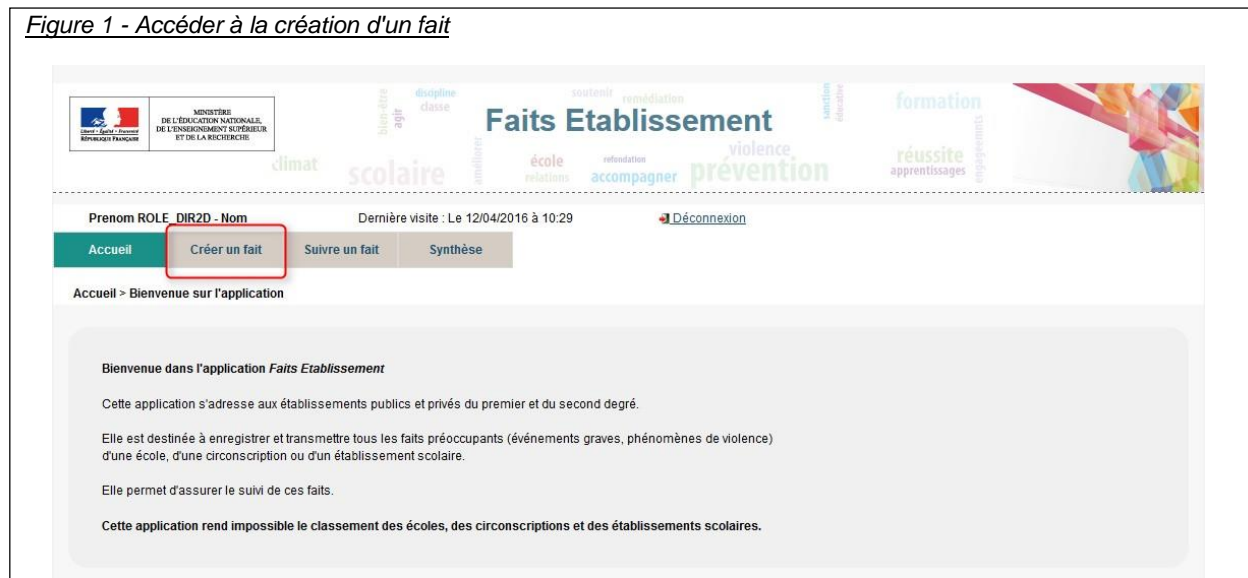 Figure 1 - Accéder à la création d'un fait
Liberté • Égalité • Fraternité
RÉPUBLIQUE FRANÇAISE
MINISTÈRE
DE L'ÉDUCATION NATIONALE,
DE L'ENSEIGNEMENT SUPÉRIEUR
ET DE LA RECHERCHE
bien-être
agir
discipline
classe
soutenir
remédiation
sanction
éducative
formation
Faits Etablissement
climat
scolaire
améliorer
école
relations
refondation
accompagner
violence
prévention
réussite
apprentissages
engagements
Prenom ROLE_DIR2D - Nom Dernière visite : Le 12/04/2016 à 10:29 Déconnexion
Accueil Créer un fait Suivre un fait Synthèse
Accueil > Bienvenue sur l'application
Bienvenue dans l'application Faits Etablissement
Cette application s'adresse aux établissements publics et privés du premier et du second degré.
Elle est destinée à enregistrer et transmettre tous les faits préoccupants (événements graves, phénomènes de violence)
d'une école, d'une circonscription ou d'un établissement scolaire.
Elle permet d'assurer le suivi de ces faits.
Cette application rend impossible le classement des écoles, des circonscriptions et des établissements scolaires.